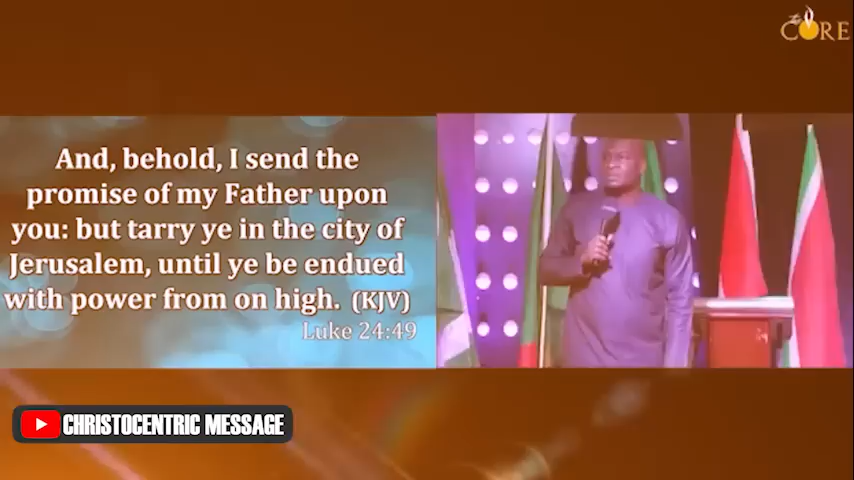 The CORE
And, behold, I send the
promise of my Father upon
you: but tarry ye in the city of
Jerusalem, until ye be endued
with power from on high. (KJV)
Luke 24:49
CHRISTOCENTRIC MESSAGE